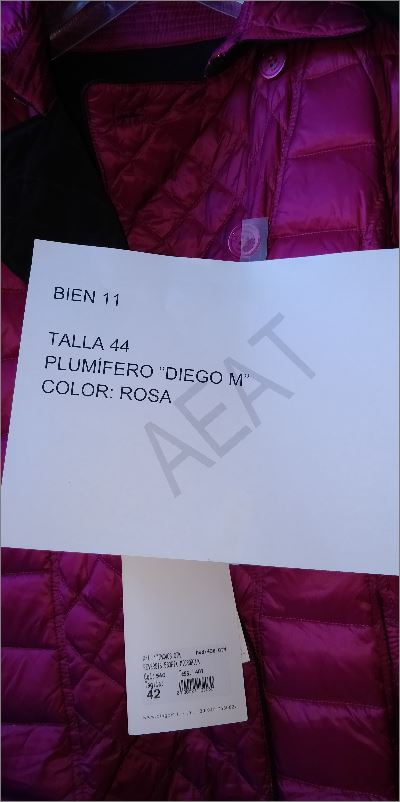 BIEN 11
TALLA 44
PLUMÍFERO "DIEGO M"
COLOR: ROSA
AEAT
42